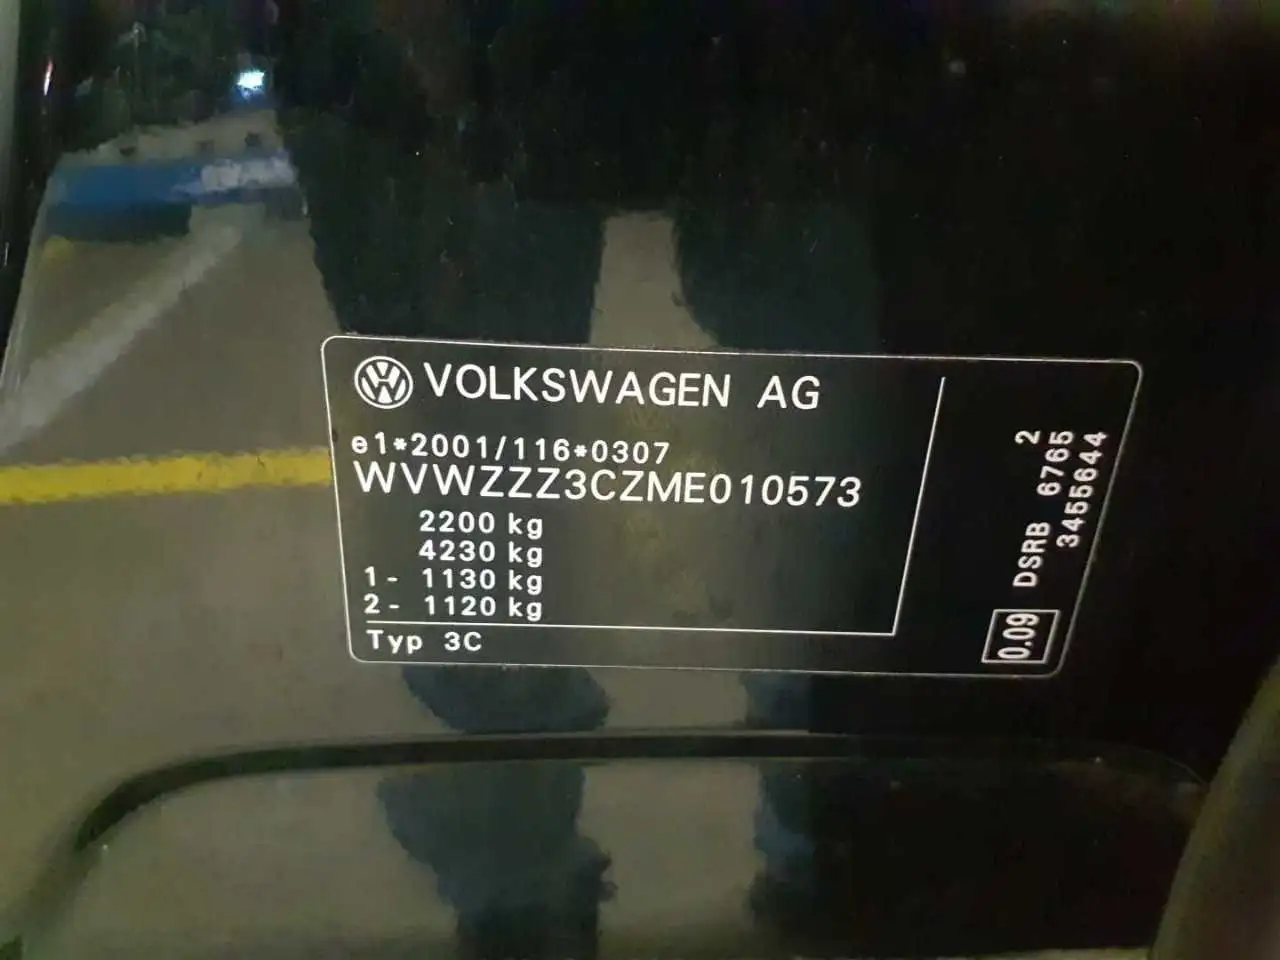 VOLKSWAGEN AG
e1*2001/116*0307
WVWZZZ3CZME010573
2200 kg
4230 kg
1- 1130 kg
2- 1120 kg
Typ 3C
2
DSRB 6765
3455644
0.09